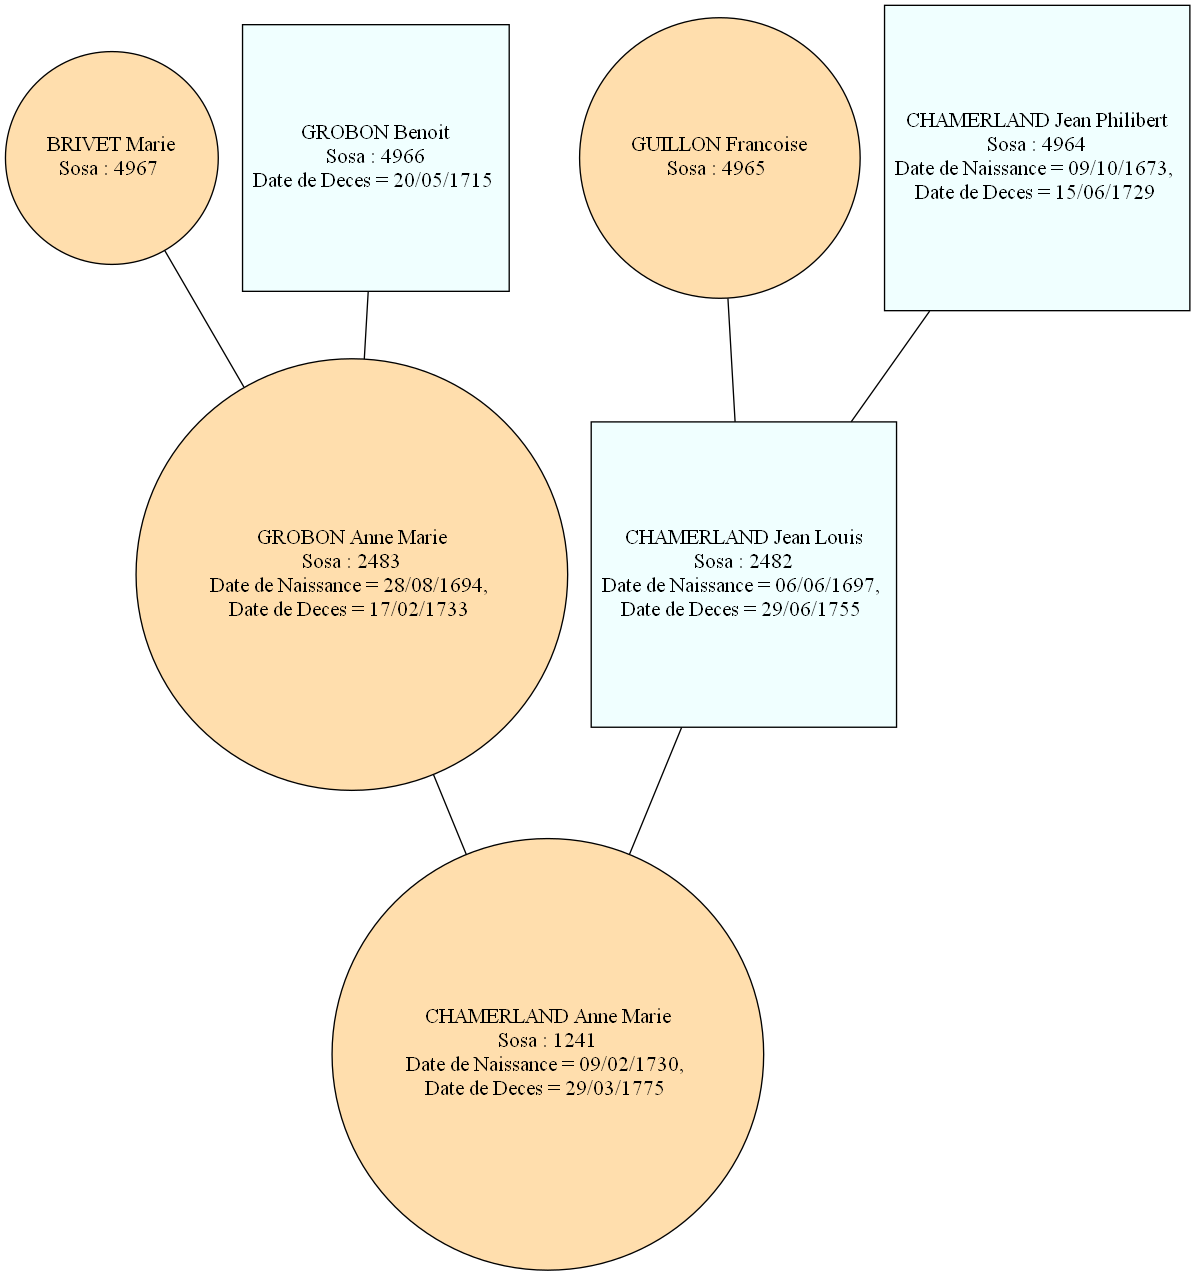 BRIVET Marie
Sosa : 4967
GROBON Benoit
Sosa : 4966
Date de Deces = 20/05/1715
GUILLON Francoise
Sosa : 4965
CHAMERLAND Jean Philibert
Sosa : 4964
Date de Naissance = 09/10/1673,
Date de Deces = 15/06/1729
GROBON Anne Marie
Sosa : 2483
Date de Naissance = 28/08/1694,
Date de Deces = 17/02/1733
CHAMERLAND Jean Louis
Sosa : 2482
Date de Naissance = 06/06/1697,
Date de Deces = 29/06/1755
CHAMERLAND Anne Marie
Sosa : 1241
Date de Naissance = 09/02/1730,
Date de Deces = 29/03/1775